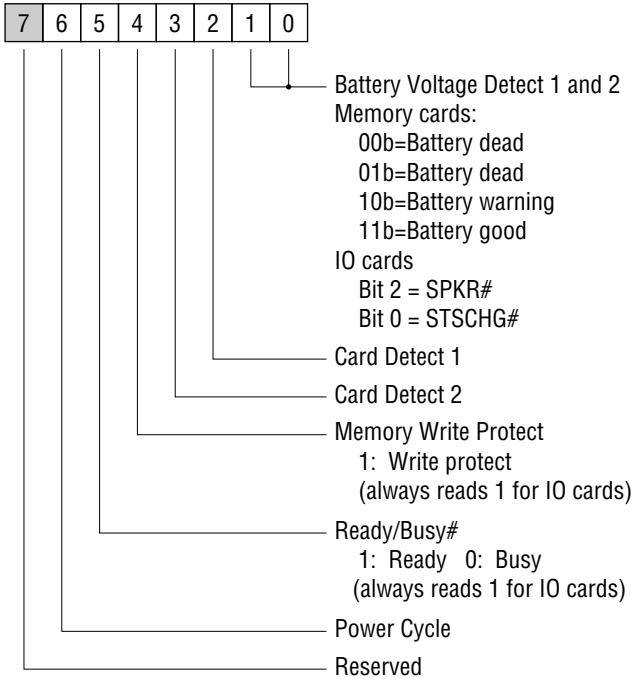 7 6 5 4 3 2 1 0
Battery Voltage Detect 1 and 2
Memory cards:
00b=Battery dead
01b=Battery dead
10b=Battery warning
11b=Battery good
IO cards
Bit 2 = SPKR#
Bit 0 = STSCHG#
Card Detect 1
Card Detect 2
Memory Write Protect
1: Write protect
(always reads 1 for IO cards)
Ready/Busy#
1: Ready 0: Busy
(always reads 1 for IO cards)
Power Cycle
Reserved